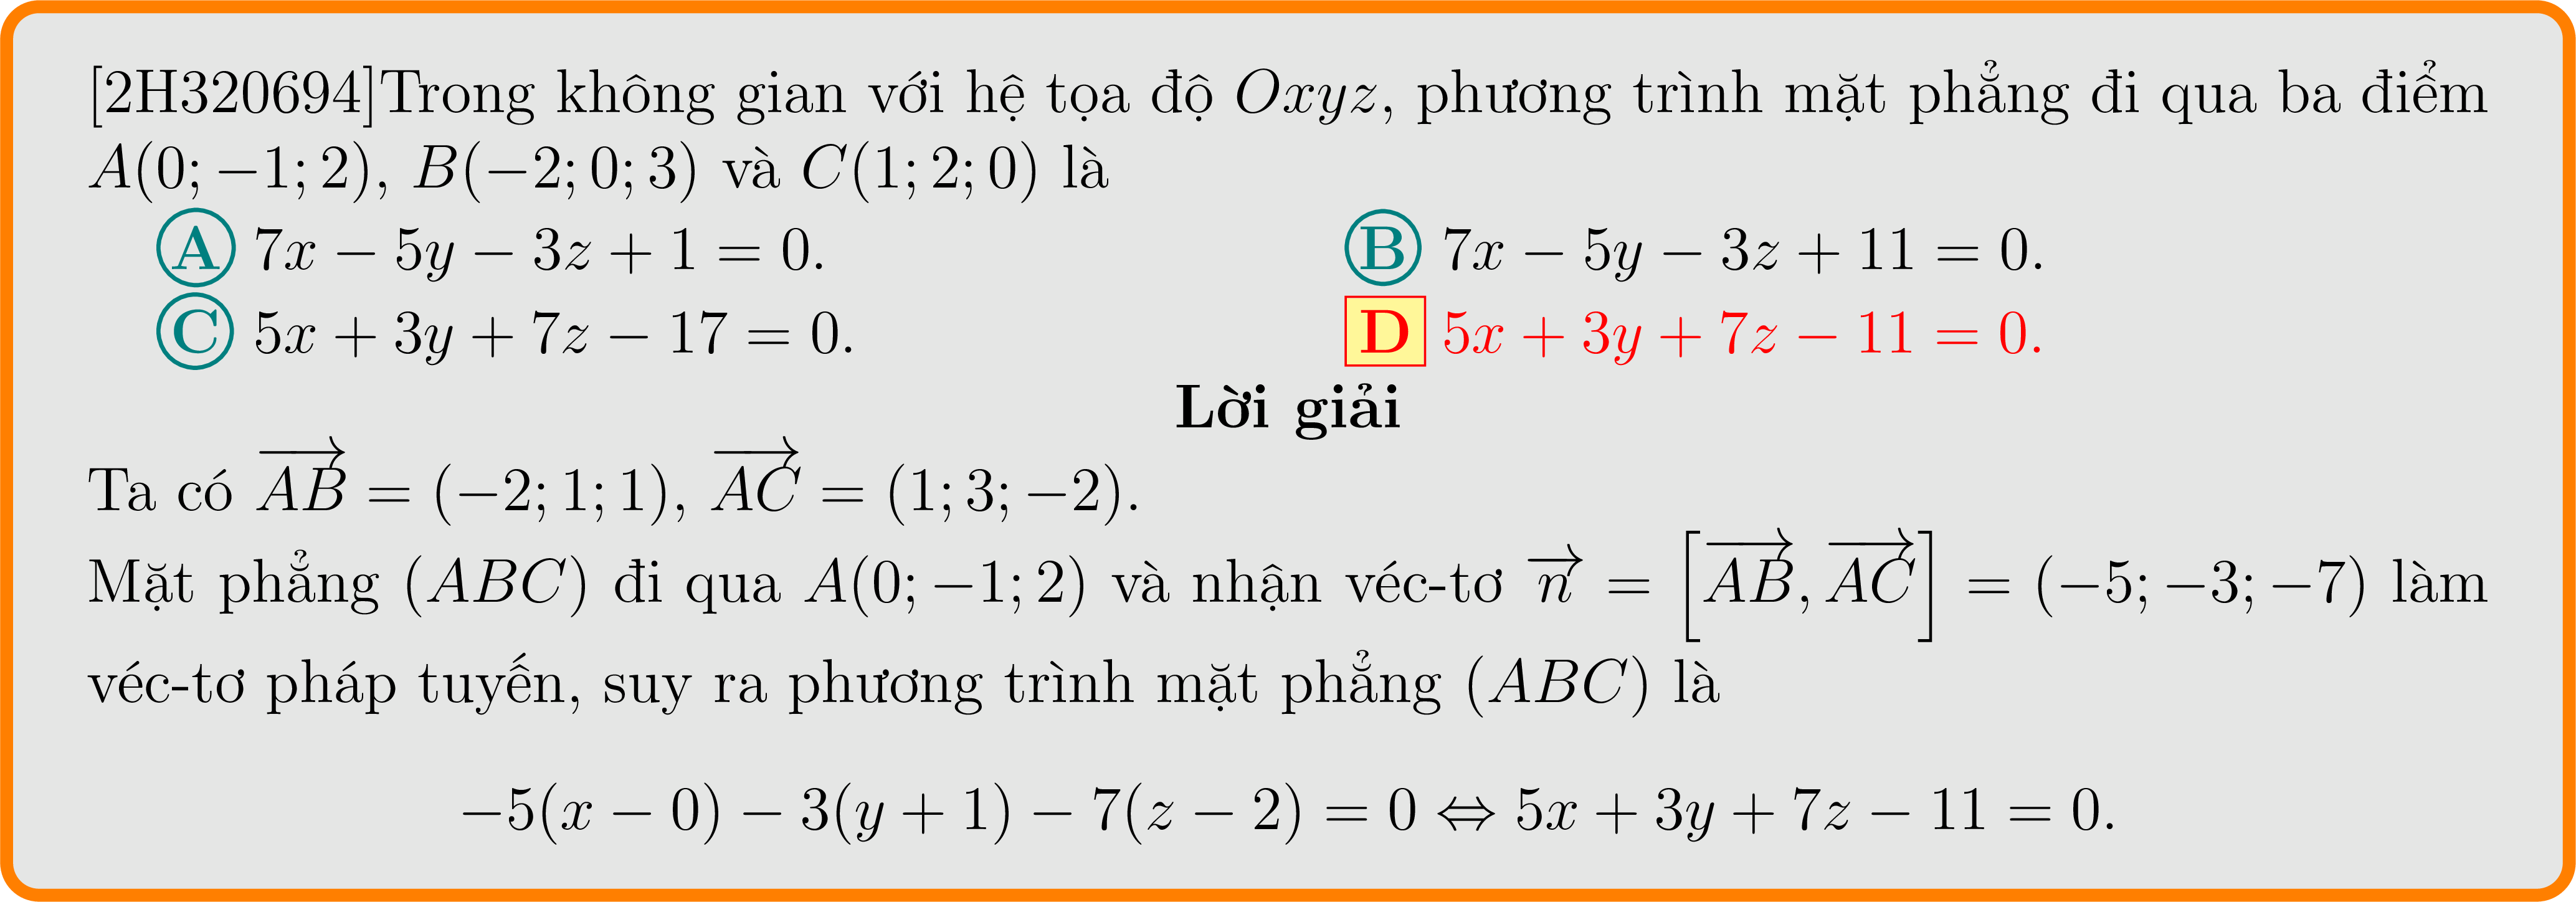 [2H320694]Trong không gian với hệ tọa độ Oxyz, phương trình mặt phẳng đi qua ba điểm
A(0; −1; 2), B(−2; 0; 3) và C(1; 2; 0) là
A 7x − 5y − 3z + 1 = 0. B 7x − 5y − 3z + 11 = 0.
C 5x + 3y + 7z − 17 = 0. D 5x + 3y + 7z − 11 = 0.
Lời giải
Ta có \overrightarrow{AB} = (−2; 1; 1), \overrightarrow{AC} = (1; 3; −2).
Mặt phẳng (ABC) đi qua A(0; −1; 2) và nhận véc-tơ \overrightarrow{n} = [\overrightarrow{AB}, \overrightarrow{AC}] = (−5; −3; −7) làm
véc-tơ pháp tuyến, suy ra phương trình mặt phẳng (ABC) là
−5(x − 0) − 3(y + 1) − 7(z − 2) = 0 ⇔ 5x + 3y + 7z − 11 = 0.